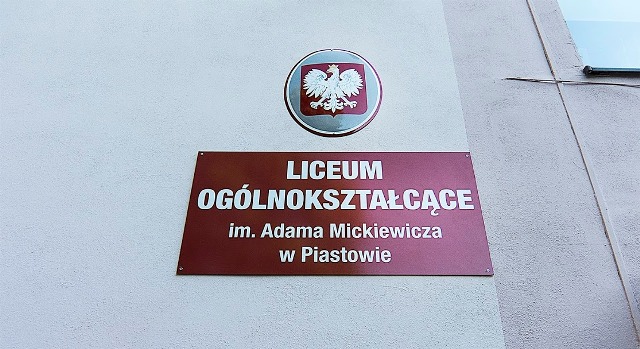 LICEUM
OGÓLNOKSZTAŁCĄCE
im. Adama Mickiewicza
w Piastowie